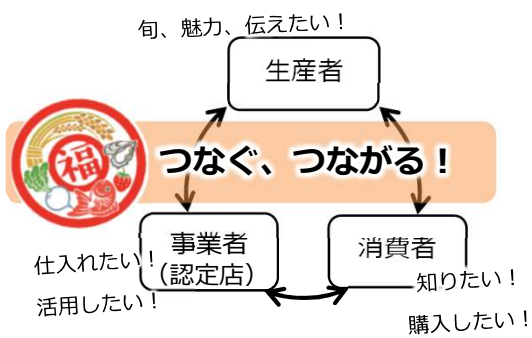 旬、魅力、伝えたい！
生産者
福
つなぐ、つながる！
事業者
（認定店）
消費者
仕入れたい！
活用したい！
知りたい！
購入したい！